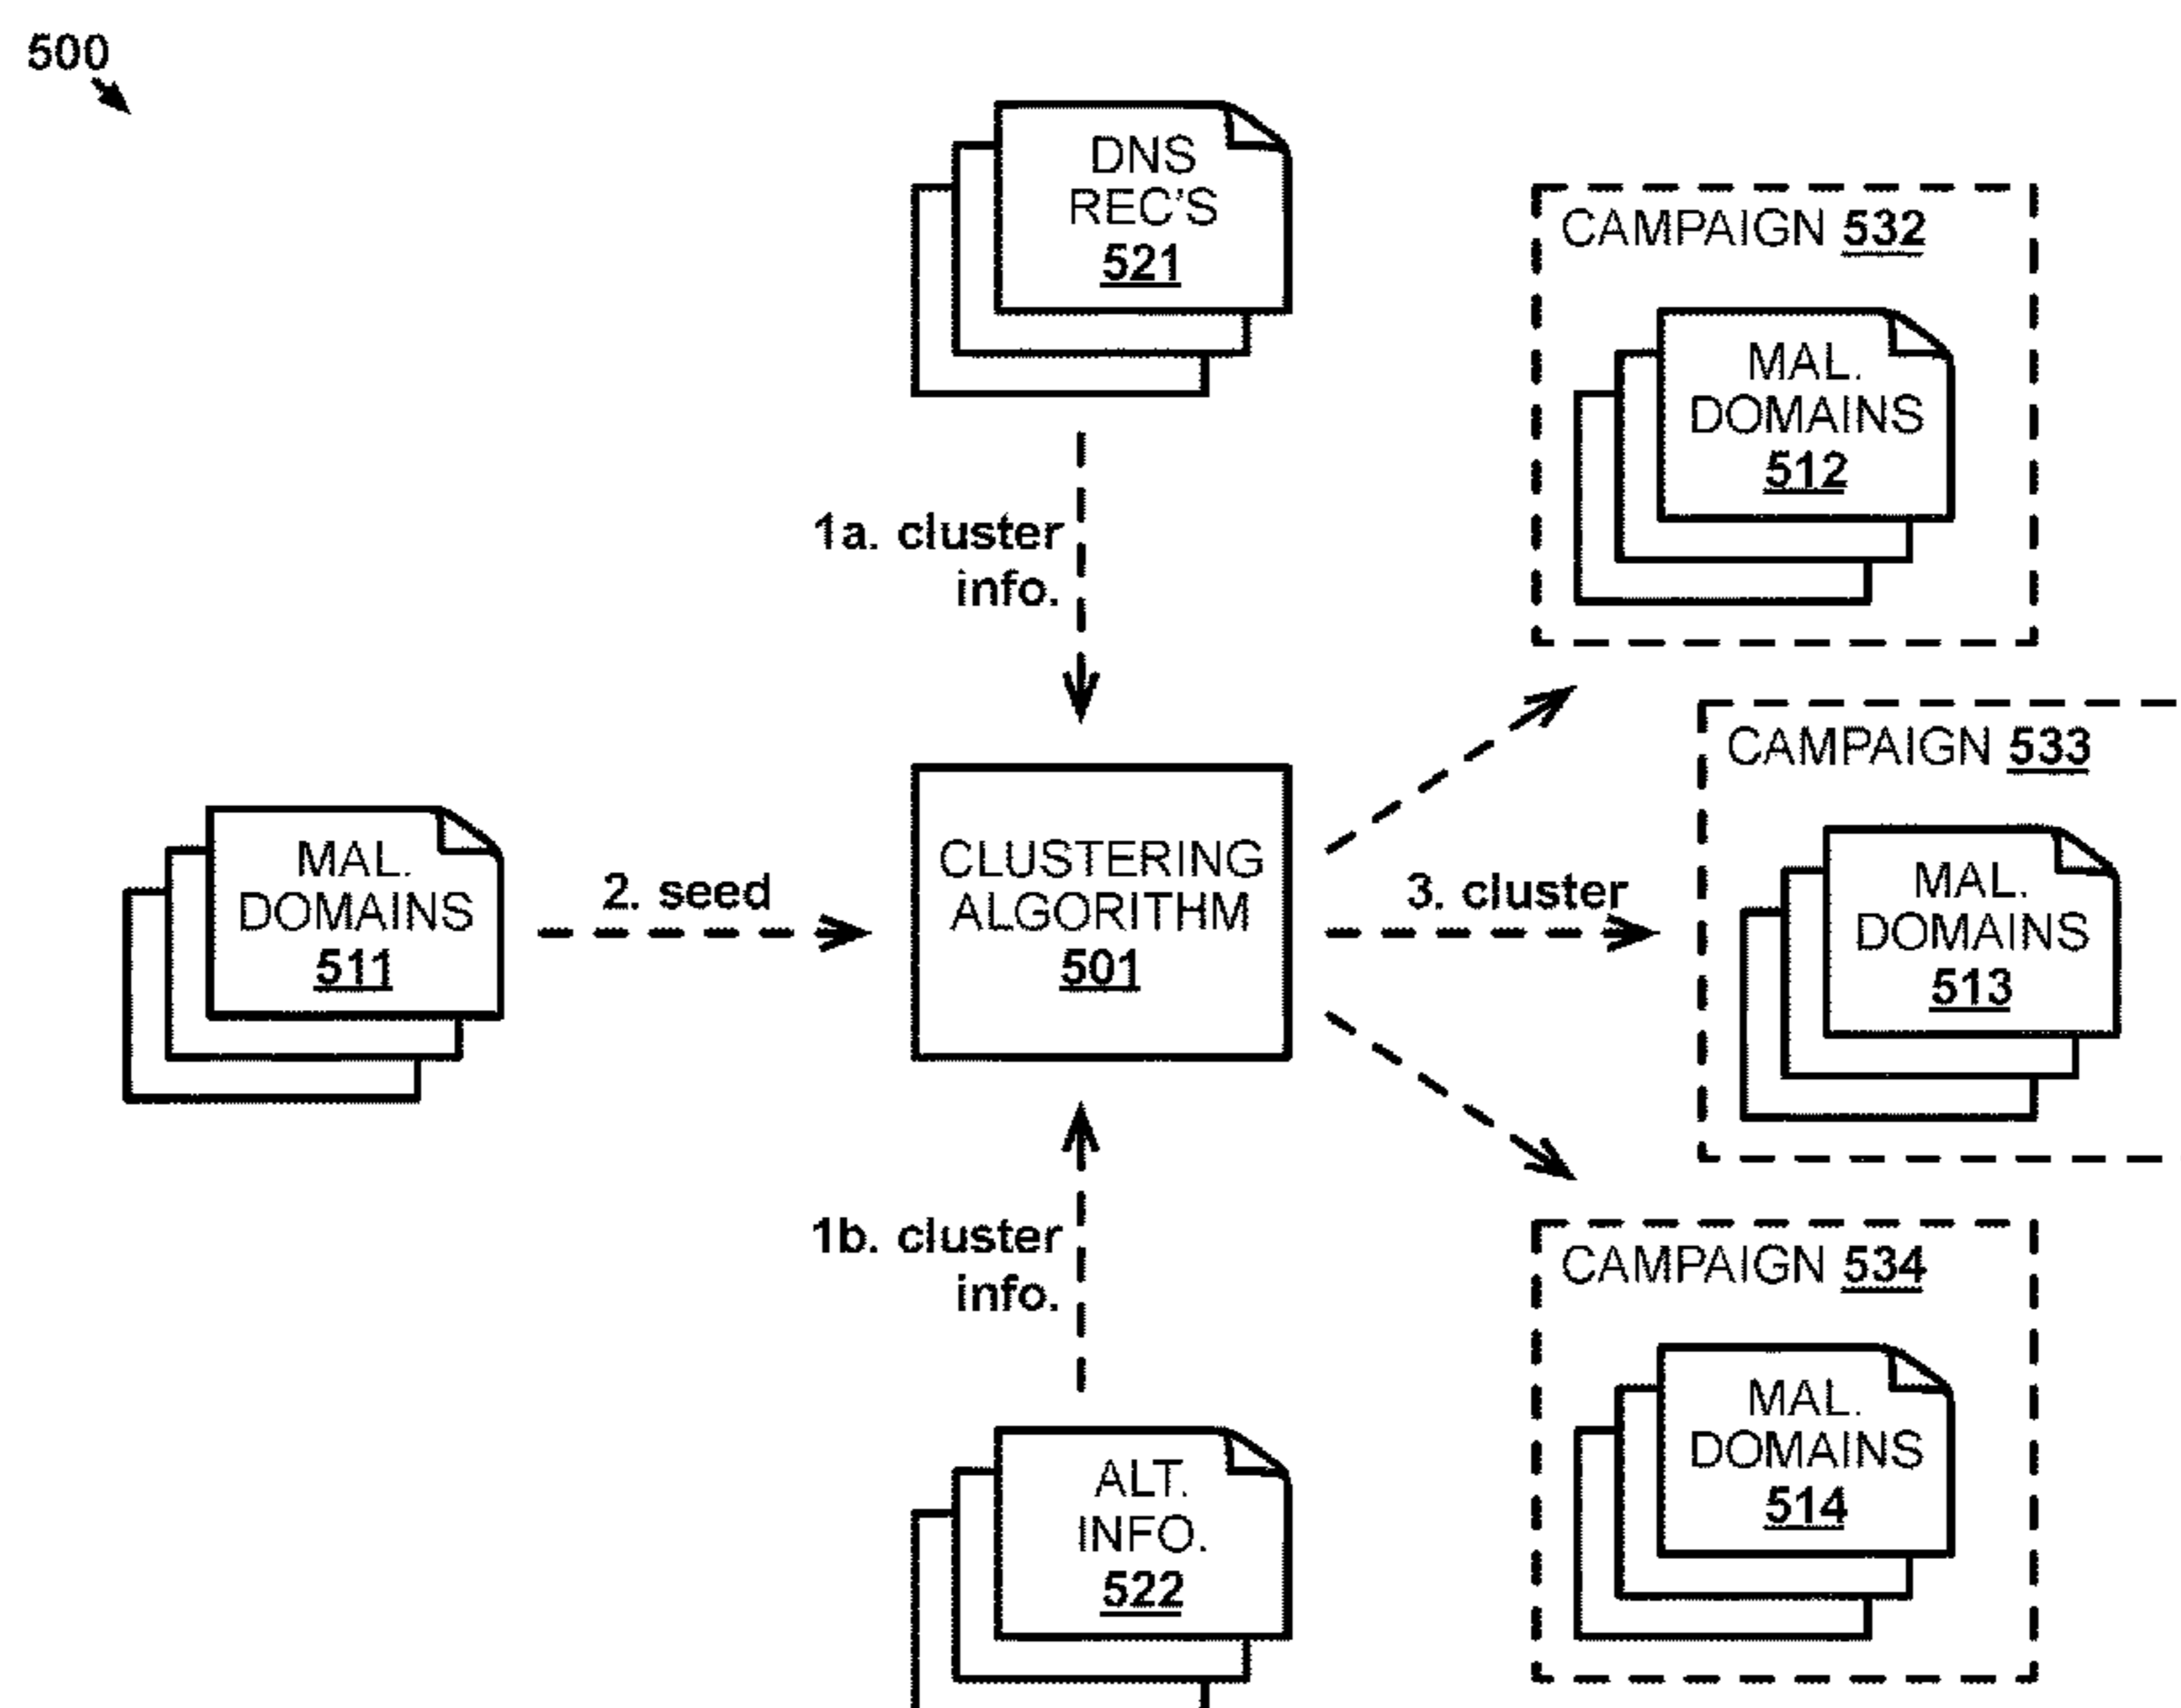 500
DNS
REC'S
521
CAMPAIGN 532
MAL.
DOMAINS
512
1a. cluster
info.
CAMPAIGN 533
MAL.
DOMAINS
513
MAL.
DOMAINS
511
2. seed
CLUSTERING
ALGORITHM
501
3. cluster
1b. cluster
info.
CAMPAIGN 534
MAL.
DOMAINS
514
ALT.
INFO.
522